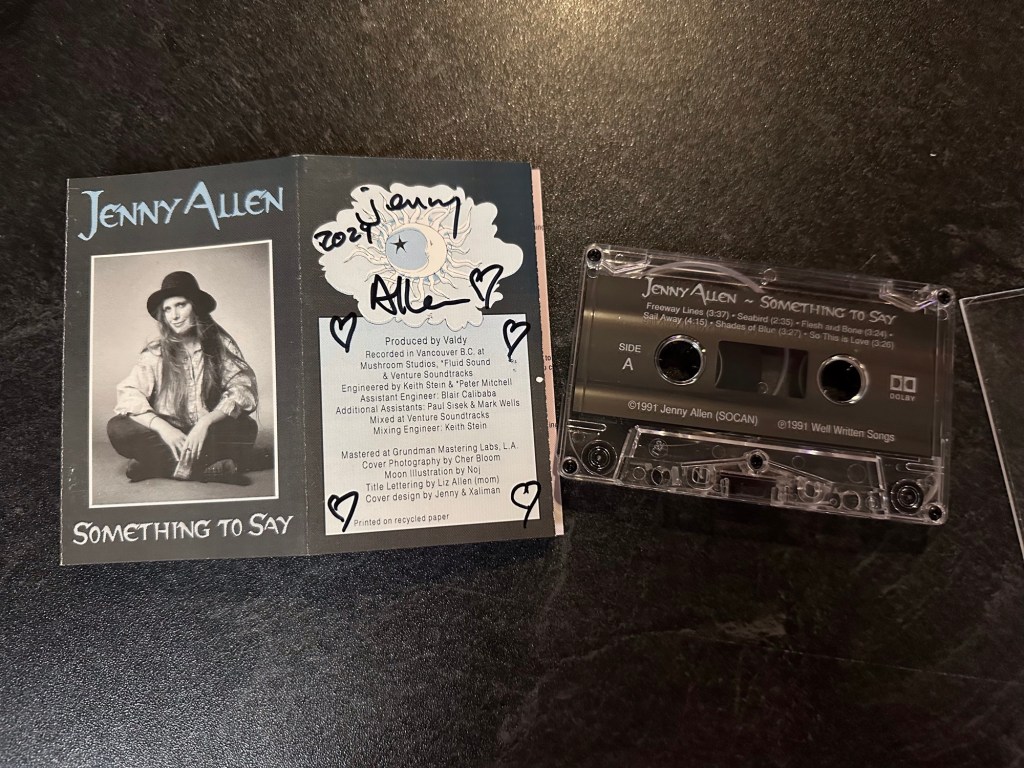 JENNY ALLEN
SOMETHING TO SAY
jenny
2024
Allen
Produced by Valdy
Recorded in Vancouver B.C. at
Mushroom Studios, *Fluid Sound
& Venture Soundtracks
Engineered by Keith Stein & *Peter Mitchell
Assistant Engineer: Blair Calibaba
Additional Assistants: Paul Sisek & Mark Wells
Mixed at Venture Soundtracks
Mixing Engineer: Keith Stein
Mastered at Grundman Mastering Labs, L.A.
Cover Photography by Cher Bloom
Moon Illustration by Noj
Title Lettering by Liz Allen (mom)
Cover design by Jenny & Xaliman
Printed on recycled paper
JENNY ALLEN ~ SOMETHING TO SAY
Freeway Lines (3:37) • Seabird (2:35) • Flesh and Bone (3:24) •
Sail Away (4:15) • Shades of Blue (3:27) • So This is Love (3:26)
SIDE
A
DOLBY
©1991 Jenny Allen (SOCAN) ℗1991 Well Written Songs